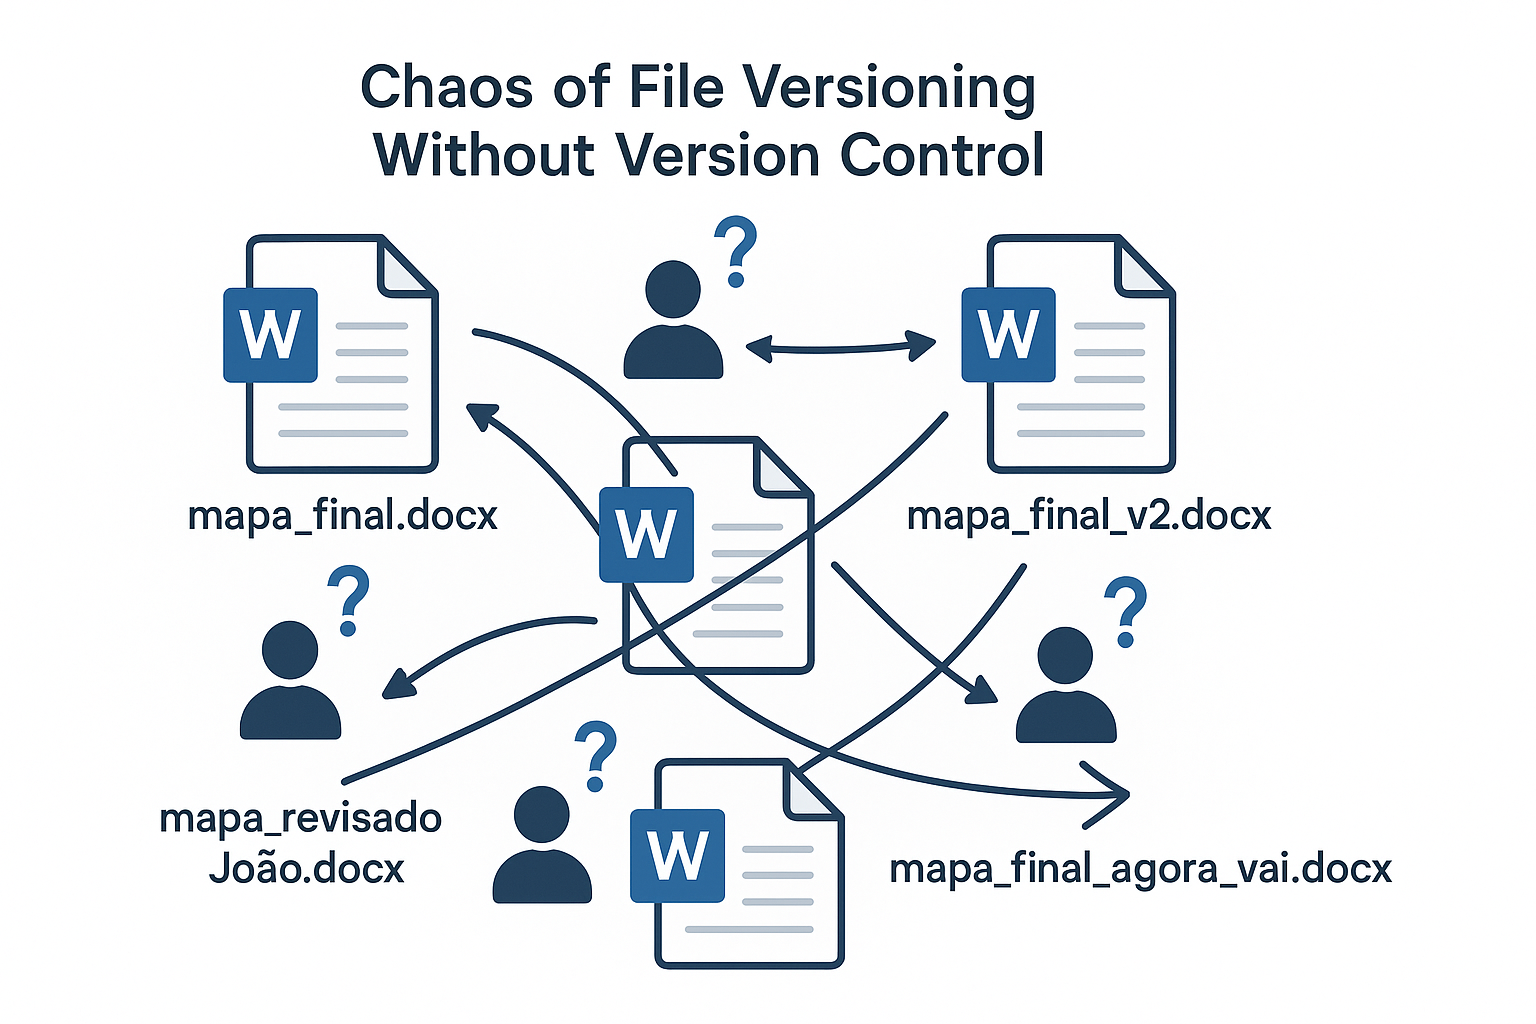 Chaos of File Versioning
Without Version Control
?
W
W
mapa_final.docx
mapa_final_v2.docx
W
?
?
mapa_revisado
João.docx
?
W
mapa_final_agora_vai.docx